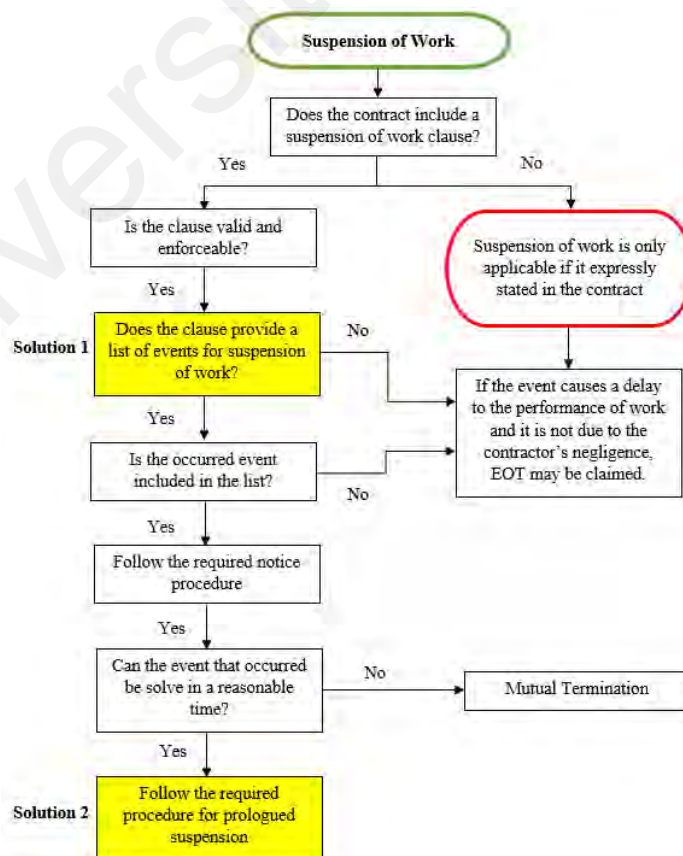 Suspension of Work
Does the contract include a
suspension of work clause?
Yes
No
Is the clause valid and
enforceable?
Suspension of work is only
applicable if it expressly
stated in the contract
Yes
Solution 1
Does the clause provide a
list of events for suspension
of work?
No
If the event causes a delay
to the performance of work
and it is not due to the
contractor's negligence,
EOT may be claimed.
Yes
Is the occurred event
included in the list?
No
Yes
Follow the required notice
procedure
Yes
Can the event that occurred
be solve in a reasonable
time?
No
Mutual Termination
Yes
Solution 2
Follow the required
procedure for prologued
suspension